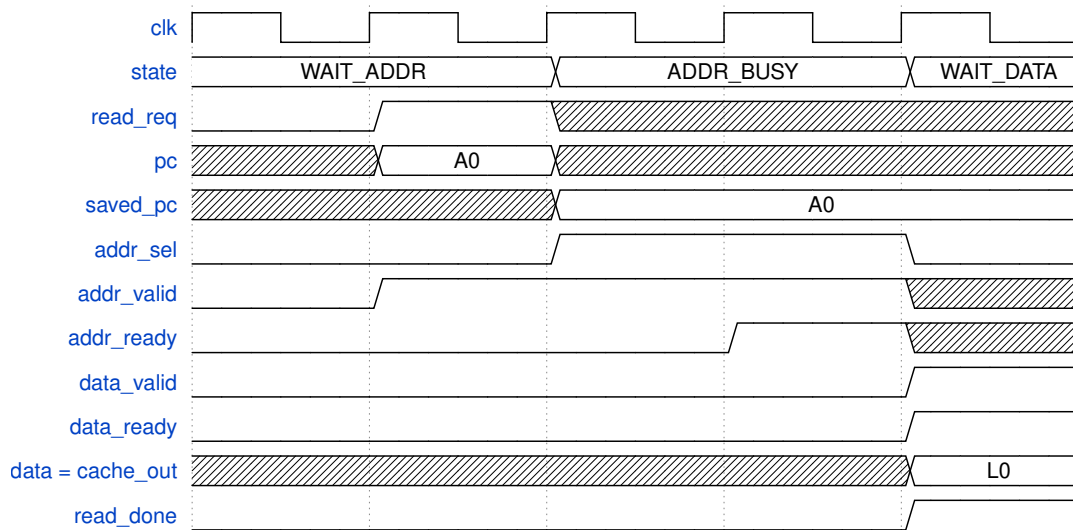 clk
state WAIT_ADDR ADDR_BUSY WAIT_DATA
read_req
pc A0
saved_pc A0
addr_sel
addr_valid
addr_ready
data_valid
data_ready
data = cache_out L0
read_done